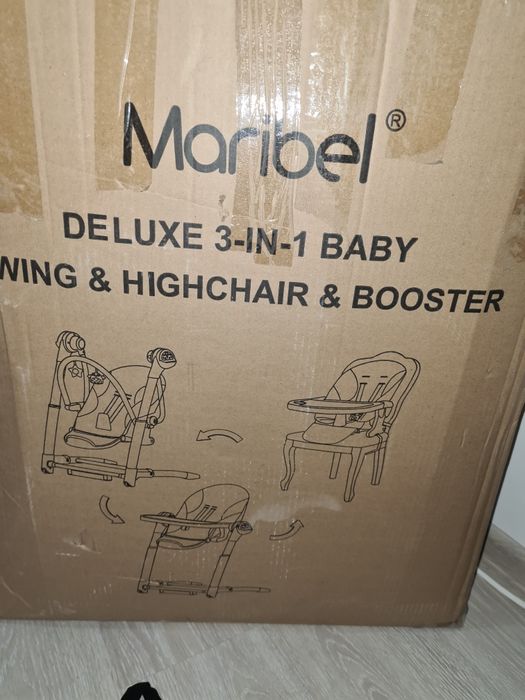 Maribel®
DELUXE 3-IN-1 BABY
WING & HIGHCHAIR & BOOSTER